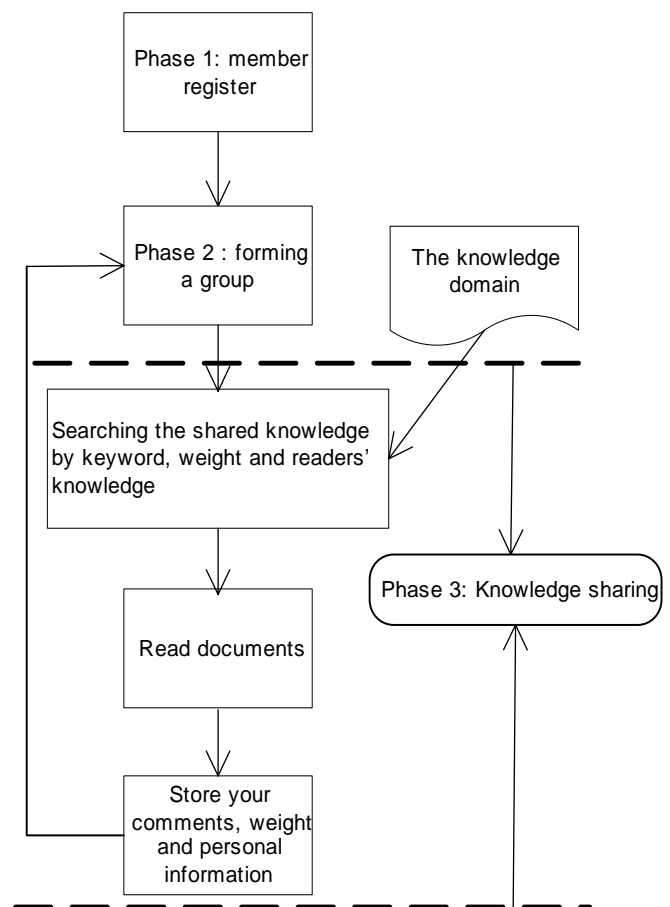 Phase 1: member
register
Phase 2 : forming
a group
The knowledge
domain
Searching the shared knowledge
by keyword, weight and readers’
knowledge
Phase 3: Knowledge sharing
Read documents
Store your
comments, weight
and personal
information